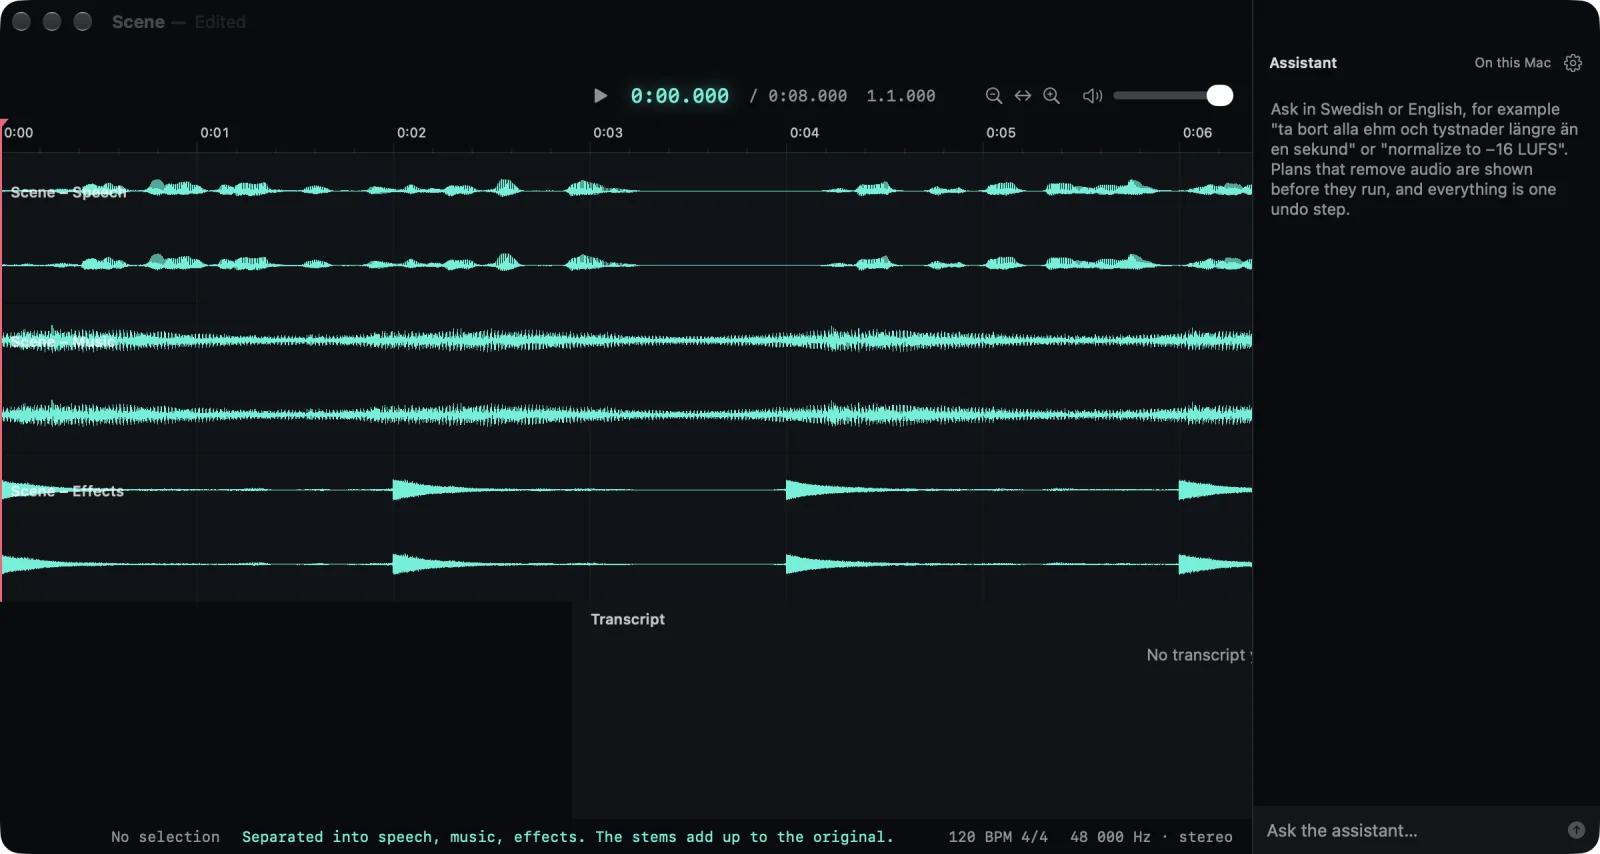 Scene — Edited
Assistant
On this Mac
0:00.000 / 0:08.000 1.1.000
0:00 0:01 0:02 0:03 0:04 0:05 0:06
Ask in Swedish or English, for example
"ta bort alla ehm och tystnader längre än
en sekund" or "normalize to −16 LUFS".
Plans that remove audio are shown
before they run, and everything is one
undo step.
Scene – Speech
Scene – Music
Scene – Effects
Transcript
No transcript
No selection
Separated into speech, music, effects. The stems add up to the original.
120 BPM 4/4
48 000 Hz · stereo
Ask the assistant…